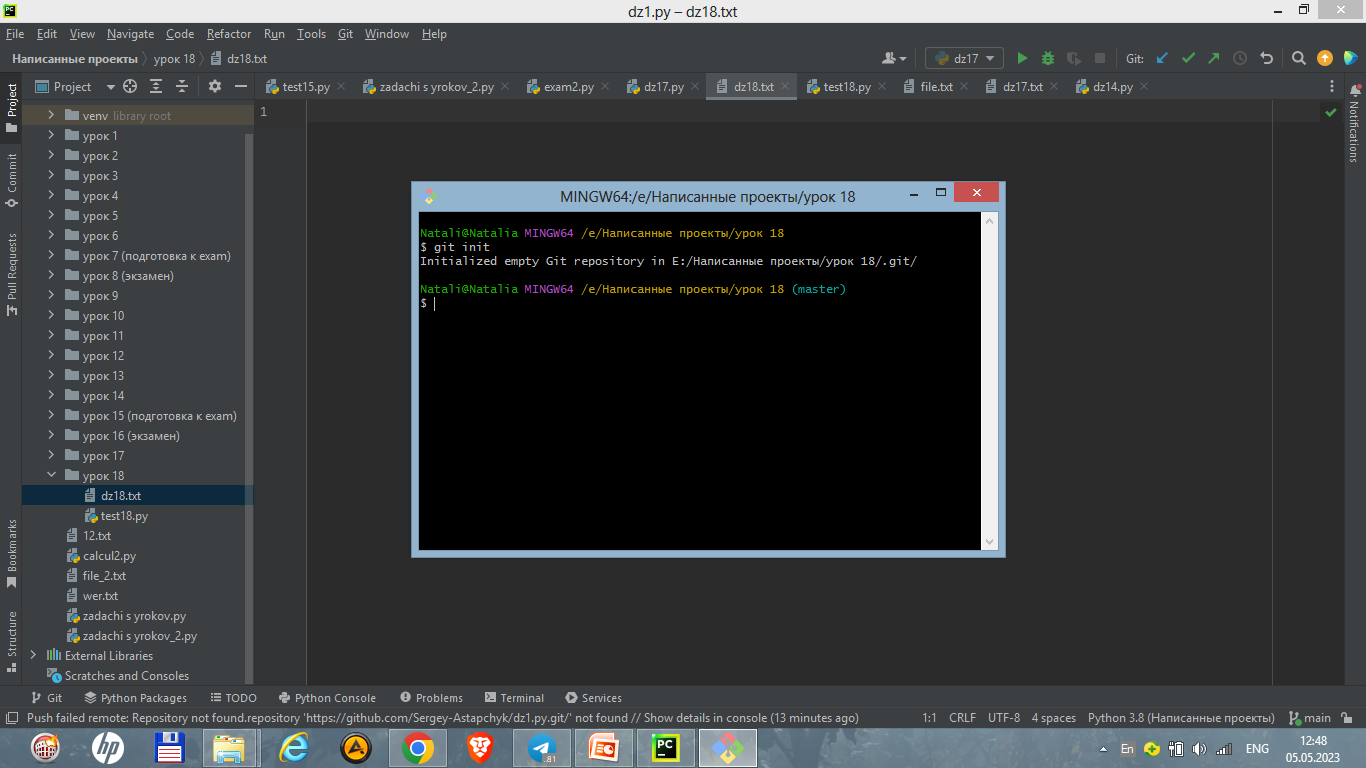 dz1.py – dz18.txt
File Edit View Navigate Code Refactor Run Tools Git Window Help
Написанные проекты урок 18 dz18.txt dz17 Git:
Project test15.py zadachi s yrokov_2.py exam2.py dz17.py dz18.txt test18.py file.txt dz17.txt dz14.py
Project
Commit
Pull Requests
Bookmarks
Structure
Notifications
venv library root
урок 1
урок 2
урок 3
урок 4
урок 5
урок 6
урок 7 (подготовка к exam)
урок 8 (экзамен)
урок 9
урок 10
урок 11
урок 12
урок 13
урок 14
урок 15 (подготовка к exam)
урок 16 (экзамен)
урок 17
урок 18
dz18.txt
test18.py
12.txt
calcul2.py
file_2.txt
wer.txt
zadachi s yrokov.py
zadachi s yrokov_2.py
External Libraries
Scratches and Consoles
1
MINGW64:/e/Написанные проекты/урок 18
Natali@Natalia MINGW64 /e/Написанные проекты/урок 18
$ git init
Initialized empty Git repository in E:/Написанные проекты/урок 18/.git/
Natali@Natalia MINGW64 /e/Написанные проекты/урок 18 (master)
$
Git Python Packages TODO Python Console Problems Terminal Services
Push failed remote: Repository not found.repository 'https://github.com/Sergey-Astapchyk/dz1.py.git/' not found // Show details in console (13 minutes ago) 1:1 CRLF UTF-8 4 spaces Python 3.8 (Написанные проекты) main
hp
PC
81
En
ENG
12:48
05.05.2023